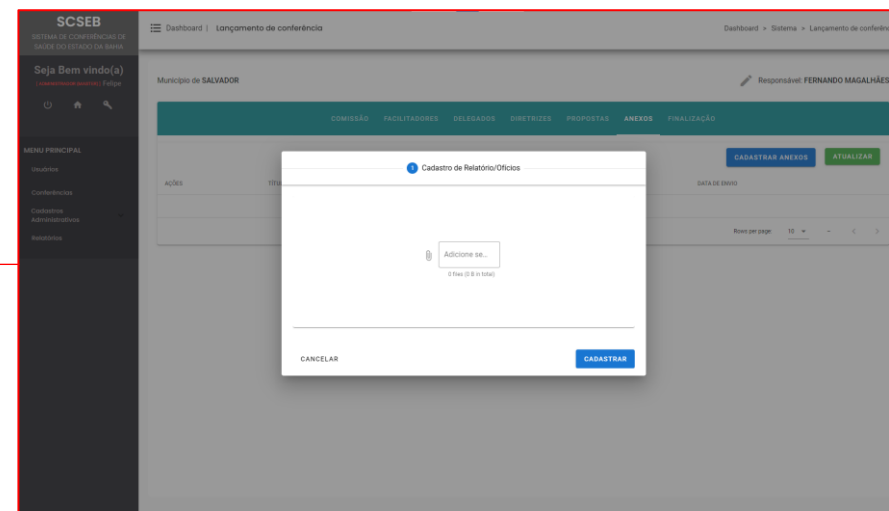 SCSEB
SISTEMA DE CONFERÊNCIAS DE
SAÚDE DO ESTADO DA BAHIA
Dashboard | Lançamento de conferência
Dashboard > Sistema > Lançamento de conferênc
Seja Bem vindo(a)
Felipe
Município de SALVADOR
Responsável: FERNANDO MAGALHÃES
COMISSÃO FACILITADORES DELEGADOS DIRETRIZES PROPOSTAS ANEXOS FINALIZAÇÃO
MENU PRINCIPAL
Usuários
Conferências
Cadastros
Administrativos
Relatórios
CADASTRAR ANEXOS ATUALIZAR
AÇÕES TÍTU DATA DE ENVIO
Rows per page: 10 - < >
1 Cadastro de Relatório/Ofícios
Adicione se...
0 files (0 B in total)
CANCELAR CADASTRAR